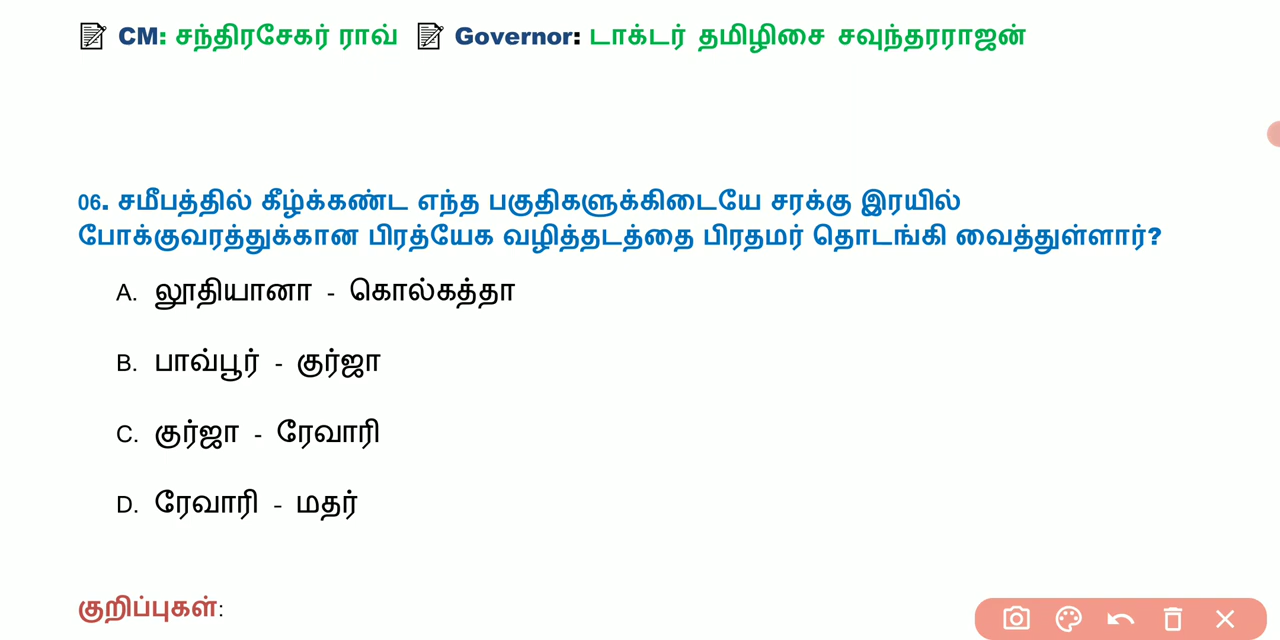 CM: சந்திரசேகர் ராவ் Governor: டாக்டர் தமிழிசை சவுந்தரராஜன்
06. சமீபத்தில் கீழ்க்கண்ட எந்த பகுதிகளுக்கிடையே சரக்கு இரயில்
போக்குவரத்துக்கான பிரத்யேக வழித்தடத்தை பிரதமர் தொடங்கி வைத்துள்ளார்?
A. லூதியானா - கொல்கத்தா
B. பாவ்பூர் - குர்ஜா
C. குர்ஜா - ரேவாரி
D. ரேவாரி - மதர்
குறிப்புகள்: